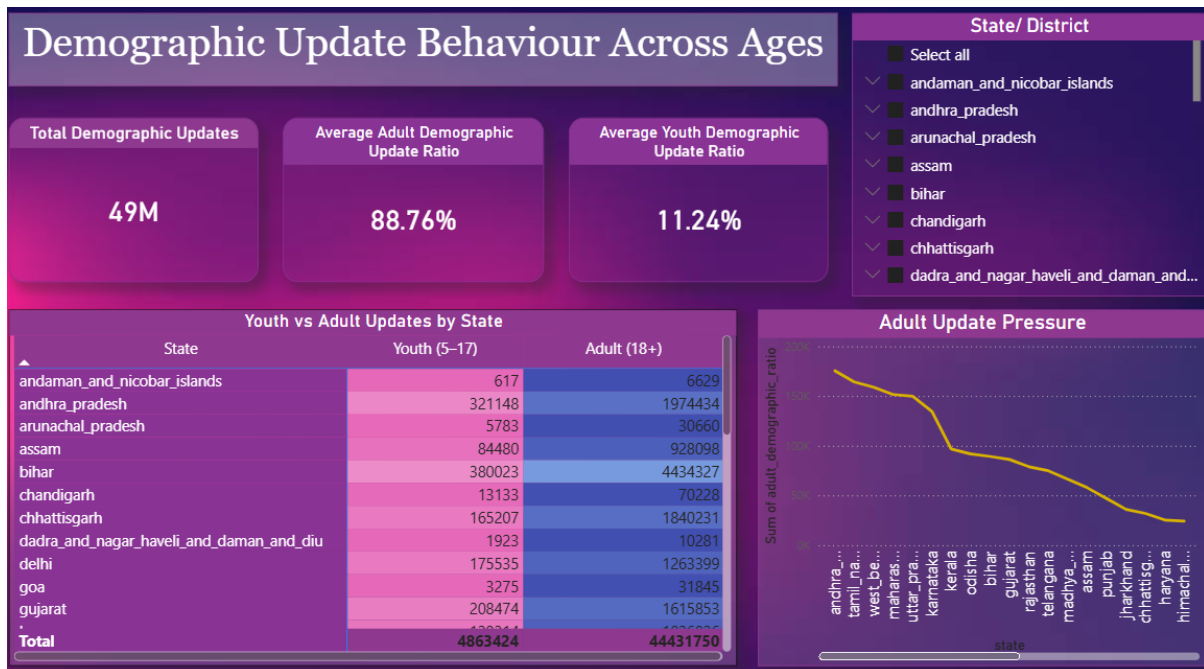 Demographic Update Behaviour Across Ages
State/ District
Select all
andaman_and_nicobar_islands
andhra_pradesh
arunachal_pradesh
assam
bihar
chandigarh
chhattisgarh
dadra_and_nagar_haveli_and_daman_and...
Total Demographic Updates
49M
Average Adult Demographic
Update Ratio
88.76%
Average Youth Demographic
Update Ratio
11.24%
Youth vs Adult Updates by State
State Youth (5–17) Adult (18+)
andaman_and_nicobar_islands 617 6629
andhra_pradesh 321148 1974434
arunachal_pradesh 5783 30660
assam 84480 928098
bihar 380023 4434327
chandigarh 13133 70228
chhattisgarh 165207 1840231
dadra_and_nagar_haveli_and_daman_and_diu 1923 10281
delhi 175535 1263399
goa 3275 31845
gujarat 208474 1615853
Total 4863424 44431750
Adult Update Pressure
Sum of adult_demographic_ratio
200K
150K
100K
50K
0K
andhra_...
tamil_na...
west_be...
maharas...
uttar_pra...
karnataka
kerala
odisha
bihar
gujarat
rajasthan
telangana
madhya_...
assam
punjab
jharkhand
chhattisg...
haryana
himachal...
state